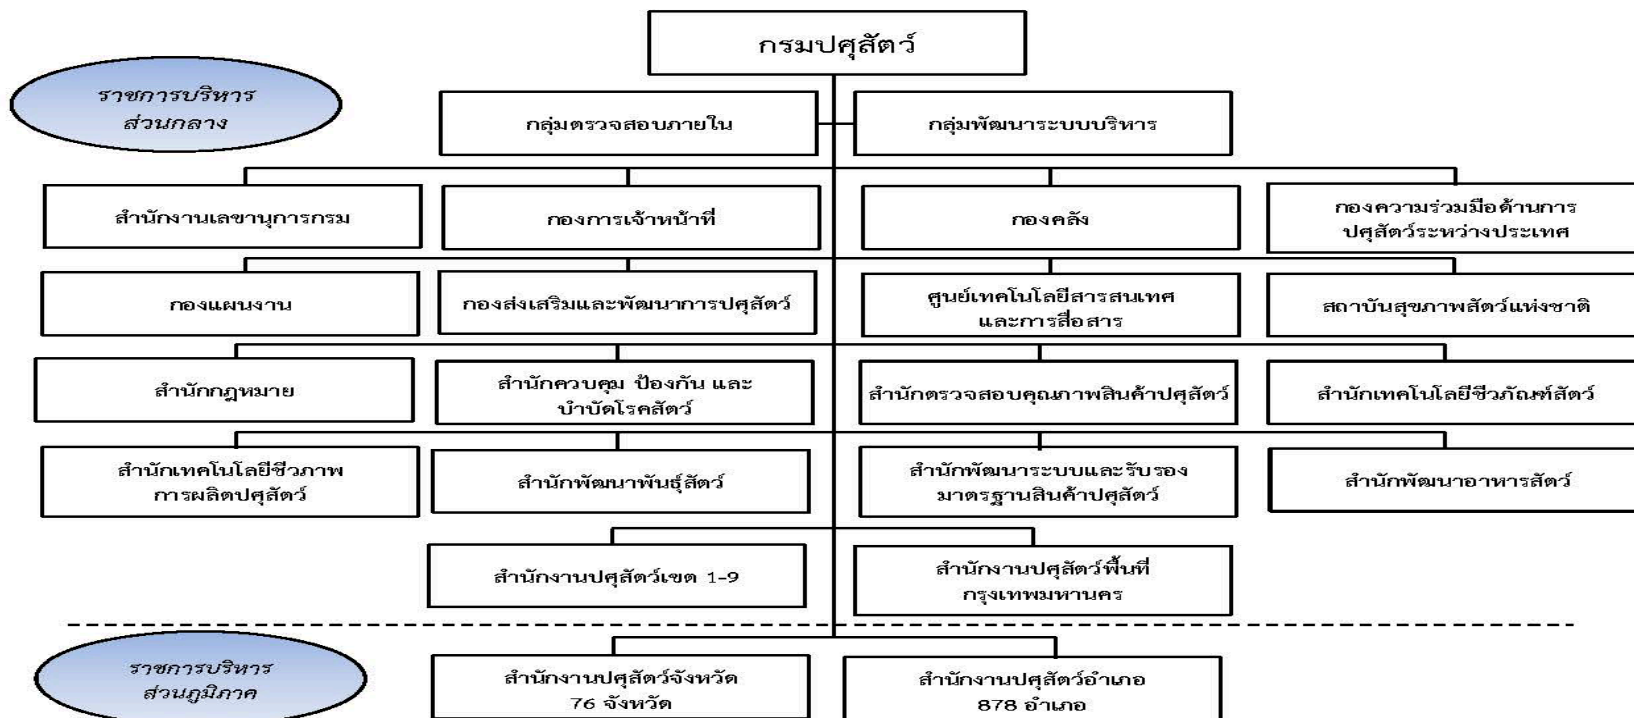 กรมปศุสัตว์
ราชการบริหาร
ส่วนกลาง
กลุ่มตรวจสอบภายใน
กลุ่มพัฒนาระบบบริหาร
สำนักงานเลขานุการกรม
กองการเจ้าหน้าที่
กองคลัง
กองความร่วมมือด้านการ
ปศุสัตว์ระหว่างประเทศ
กองแผนงาน
กองส่งเสริมและพัฒนาการปศุสัตว์
ศูนย์เทคโนโลยีสารสนเทศ
และการสื่อสาร
สถาบันสุขภาพสัตว์แห่งชาติ
สำนักกฎหมาย
สำนักควบคุม ป้องกัน และ
บำบัดโรคสัตว์
สำนักตรวจสอบคุณภาพสินค้าปศุสัตว์
สำนักเทคโนโลยีชีวภัณฑ์สัตว์
สำนักเทคโนโลยีชีวภาพ
การผลิตปศุสัตว์
สำนักพัฒนาพันธุ์สัตว์
สำนักพัฒนาระบบและรับรอง
มาตรฐานสินค้าปศุสัตว์
สำนักพัฒนาอาหารสัตว์
สำนักงานปศุสัตว์เขต 1-9
สำนักงานปศุสัตว์พื้นที่
กรุงเทพมหานคร
ราชการบริหาร
ส่วนภูมิภาค
สำนักงานปศุสัตว์จังหวัด
76 จังหวัด
สำนักงานปศุสัตว์อำเภอ
878 อำเภอ